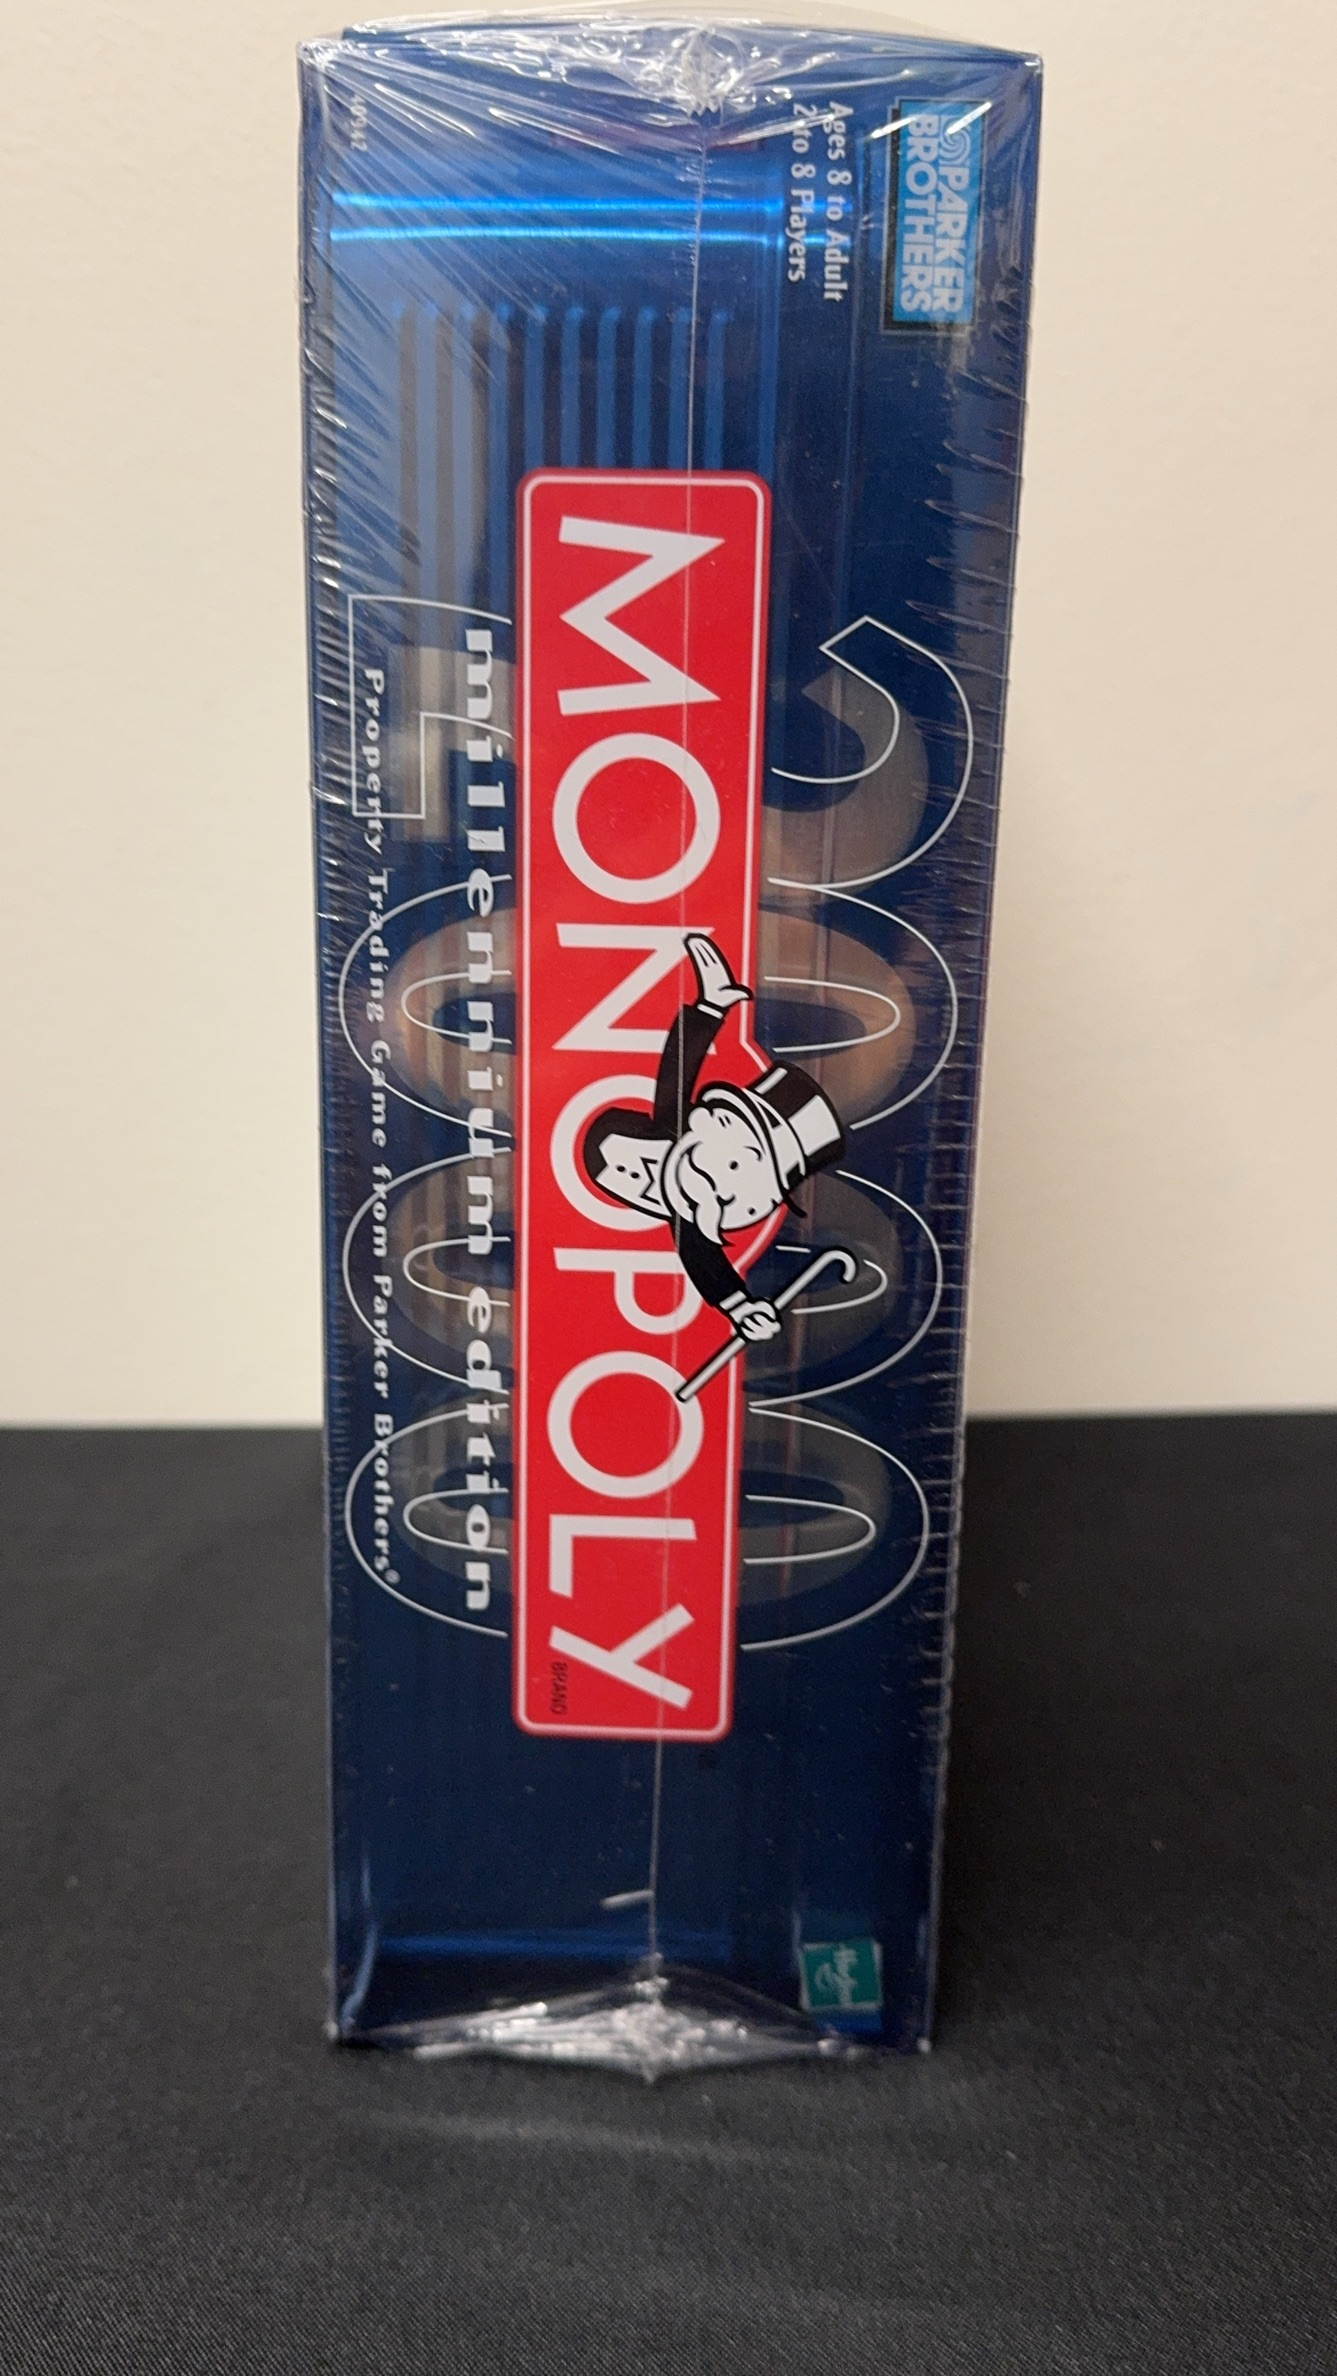 PARKER
BROTHERS
Ages 8 to Adult
2 to 8 Players
2000
MONOPOLY
BRAND
millennium edition
Property Trading Game from Parker Brothers®
40942
Hasbro